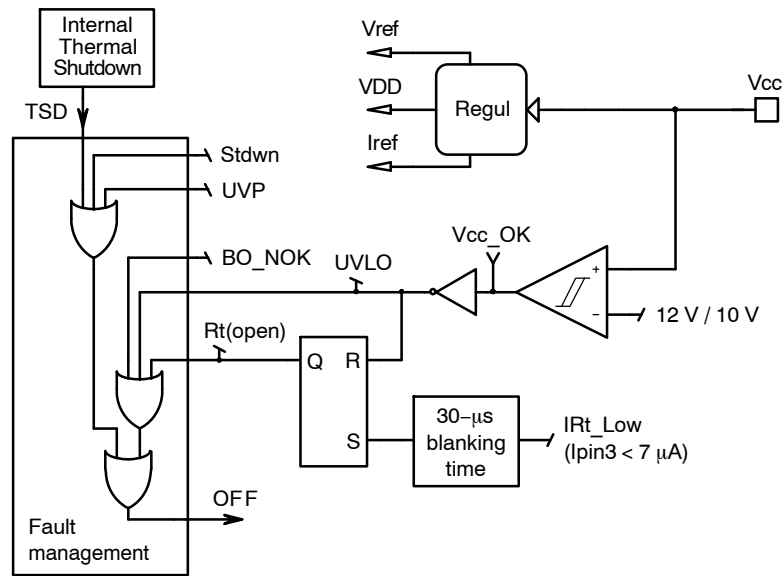 Internal
Thermal
Shutdown
TSD
Vref
VDD
Iref
Regul
Vcc
Stdwn
UVP
BO_NOK
UVLO
Vcc_OK
+
−
12 V / 10 V
Rt(open)
Q
R
S
30−μs
blanking
time
IRt_Low
(Ipin3 < 7 μA)
OFF
Fault
management